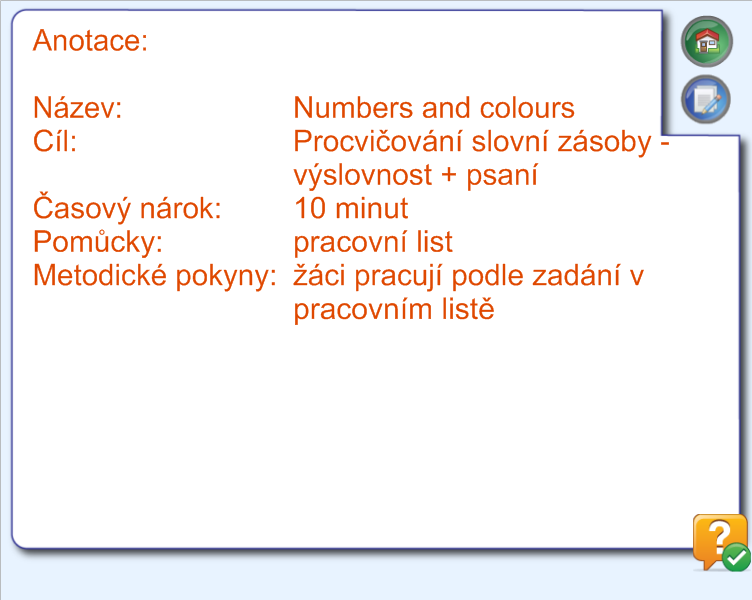 Anotace:
Název: Numbers and colours
Cíl: Procvičování slovní zásoby -
výslovnost + psaní
Časový nárok: 10 minut
Pomůcky: pracovní list
Metodické pokyny: žáci pracují podle zadání v
pracovním listě